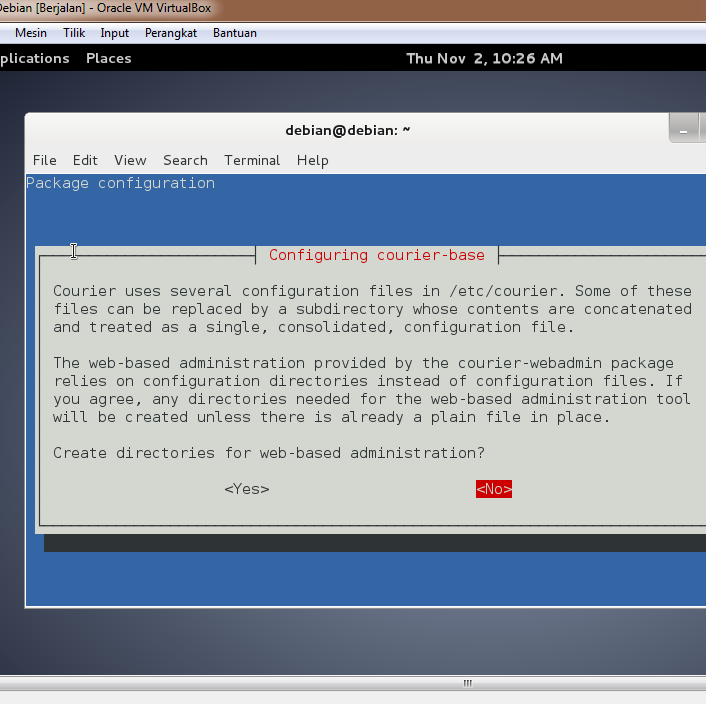 Debian [Berjalan] - Oracle VM VirtualBox
Mesin Tilik Input Perangkat Bantuan
plications Places Thu Nov 2, 10:26 AM
debian@debian: ~
File Edit View Search Terminal Help
Package configuration
Configuring courier-base
Courier uses several configuration files in /etc/courier. Some of these
files can be replaced by a subdirectory whose contents are concatenated
and treated as a single, consolidated, configuration file.
The web-based administration provided by the courier-webadmin package
relies on configuration directories instead of configuration files. If
you agree, any directories needed for the web-based administration tool
will be created unless there is already a plain file in place.
Create directories for web-based administration?
<Yes> <No>